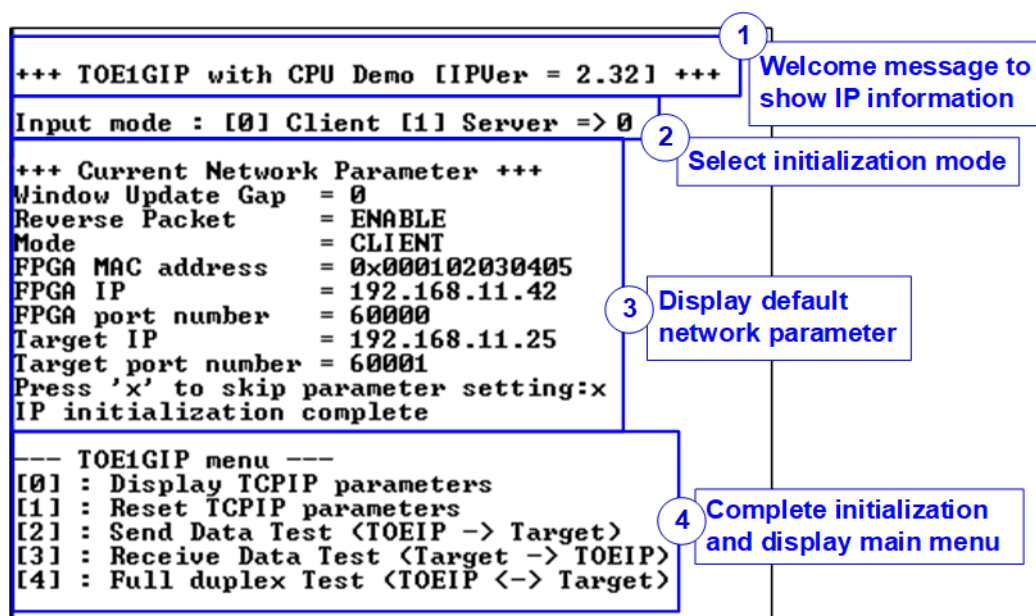 +++ TOE1GIP with CPU Demo [IPVer = 2.32] +++
1
Welcome message to
show IP information
Input mode : [0] Client [1] Server => 0
2
Select initialization mode
+++ Current Network Parameter +++
Window Update Gap = 0
Reverse Packet = ENABLE
Mode = CLIENT
FPGA MAC address = 0x000102030405
FPGA IP = 192.168.11.42
FPGA port number = 60000
Target IP = 192.168.11.25
Target port number = 60001
Press 'x' to skip parameter setting:x
IP initialization complete
3
Display default
network parameter
--- TOE1GIP menu ---
[0] : Display TCPIP parameters
[1] : Reset TCPIP parameters
[2] : Send Data Test (TOEIP -> Target)
[3] : Receive Data Test (Target -> TOEIP)
[4] : Full duplex Test (TOEIP <-> Target)
4
Complete initialization
and display main menu